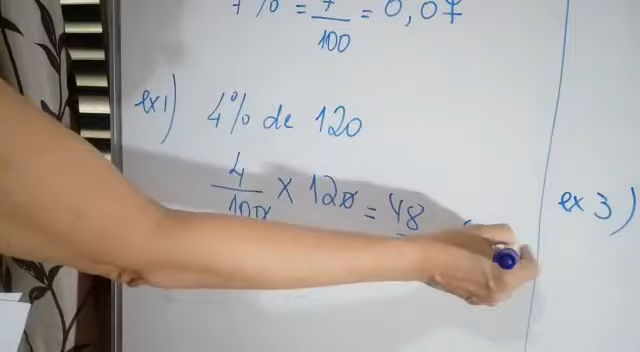 7% = 7/100 = 0,07
ex1) 4% de 120
4/100 x 120 = 48
ex 3)